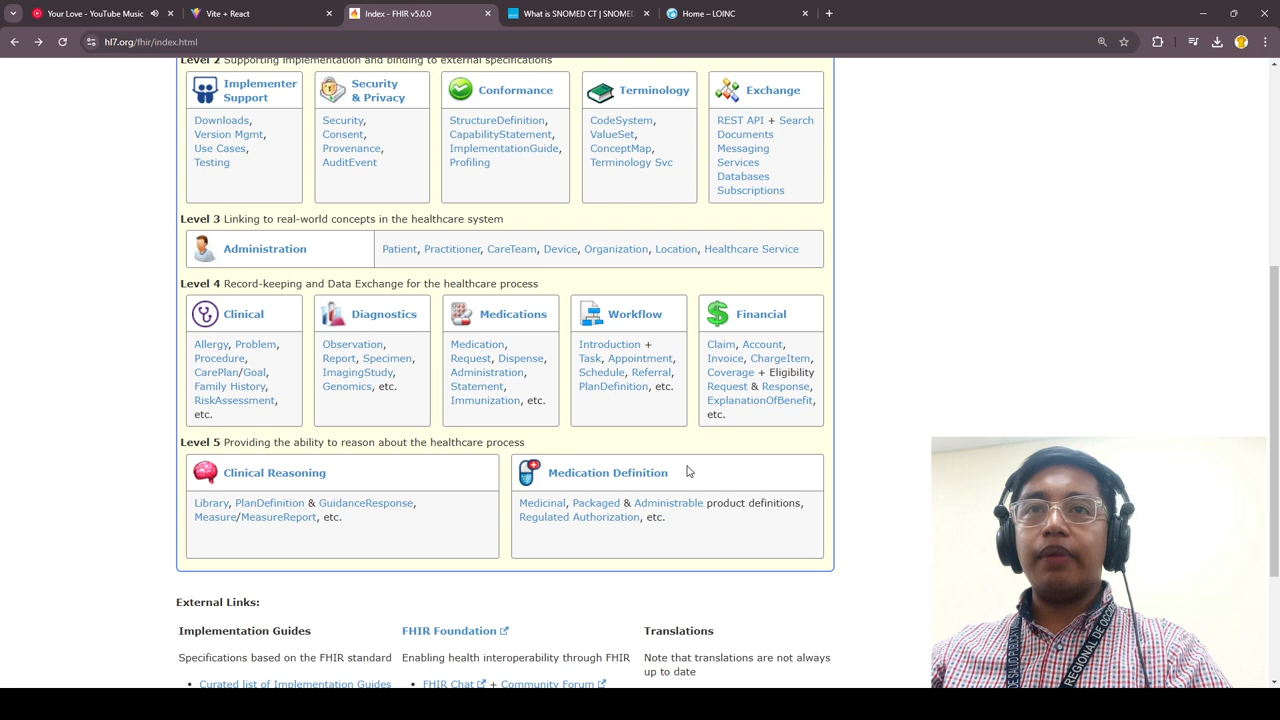 Your Love - YouTube Music
Vite + React
Index - FHIR v5.0.0
What is SNOMED CT | SNOMED
Home – LOINC
hl7.org/fhir/index.html
Level 2 Supporting implementation and binding to external specifications
Implementer
Support
Downloads,
Version Mgmt,
Use Cases,
Testing
Security
& Privacy
Security,
Consent,
Provenance,
AuditEvent
Conformance
StructureDefinition,
CapabilityStatement,
ImplementationGuide,
Profiling
Terminology
CodeSystem,
ValueSet,
ConceptMap,
Terminology Svc
Exchange
REST API + Search
Documents
Messaging
Services
Databases
Subscriptions
Level 3 Linking to real-world concepts in the healthcare system
Administration
Patient, Practitioner, CareTeam, Device, Organization, Location, Healthcare Service
Level 4 Record-keeping and Data Exchange for the healthcare process
Clinical
Allergy, Problem,
Procedure,
CarePlan/Goal,
Family History,
RiskAssessment,
etc.
Diagnostics
Observation,
Report, Specimen,
ImagingStudy,
Genomics, etc.
Medications
Medication,
Request, Dispense,
Administration,
Statement,
Immunization, etc.
Workflow
Introduction +
Task, Appointment,
Schedule, Referral,
PlanDefinition, etc.
Financial
Claim, Account,
Invoice, ChargeItem,
Coverage + Eligibility
Request & Response,
ExplanationOfBenefit,
etc.
Level 5 Providing the ability to reason about the healthcare process
Clinical Reasoning
Library, PlanDefinition & GuidanceResponse,
Measure/MeasureReport, etc.
Medication Definition
Medicinal, Packaged & Administrable product definitions,
Regulated Authorization, etc.
External Links:
Implementation Guides
Specifications based on the FHIR standard
• Curated list of Implementation Guides
FHIR Foundation
Enabling health interoperability through FHIR
• FHIR Chat + Community Forum
Translations
Note that translations are not always
up to date
DE SALUD PUBLICA
REGIONAL DE OCC